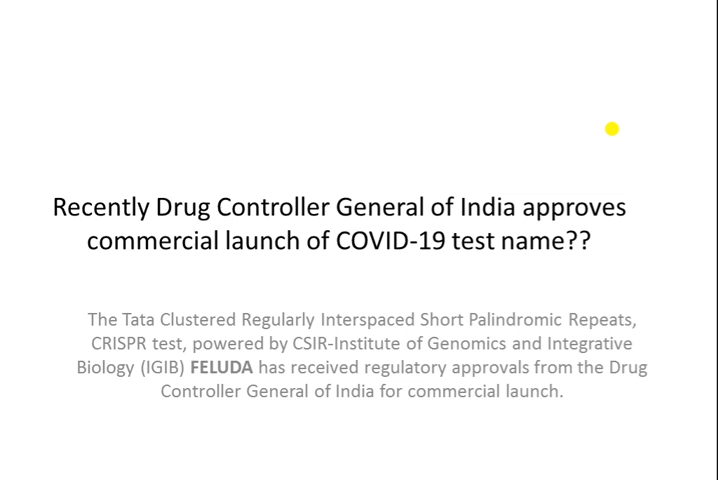 Recently Drug Controller General of India approves
commercial launch of COVID-19 test name??
The Tata Clustered Regularly Interspaced Short Palindromic Repeats,
CRISPR test, powered by CSIR-Institute of Genomics and Integrative
Biology (IGIB) FELUDA has received regulatory approvals from the Drug
Controller General of India for commercial launch.